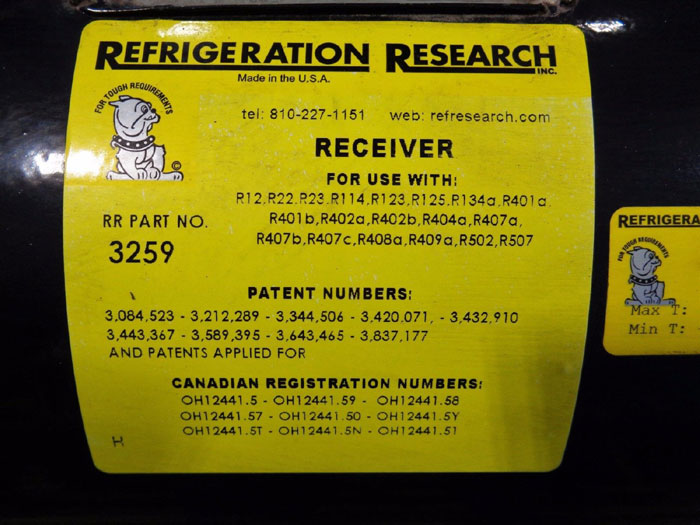 REFRIGERATION RESEARCH INC.
Made in the U.S.A.
FOR TOUGH REQUIREMENTS
©
tel: 810-227-1151 web: refresearch.com
RECEIVER
FOR USE WITH:
R12,R22,R23,R114,R123,R125,R134a,R401a,
R401b,R402a,R402b,R404a,R407a,
R407b,R407c,R408a,R409a,R502,R507
RR PART NO.
3259
PATENT NUMBERS:
3,084,523 - 3,212,289 - 3,344,506 - 3,420,071, - 3,432,910
3,443,367 - 3,589,395 - 3,643,465 - 3,837,177
AND PATENTS APPLIED FOR
CANADIAN REGISTRATION NUMBERS:
OH12441.5 - OH12441.59 - OH12441.58
OH12441.57 - OH12441.50 - OH12441.5Y
OH12441.5T - OH12441.5N - OH12441.51
H
REFRIGERA
FOR TOUGH REQUIREMENTS
Max T:
Min T: